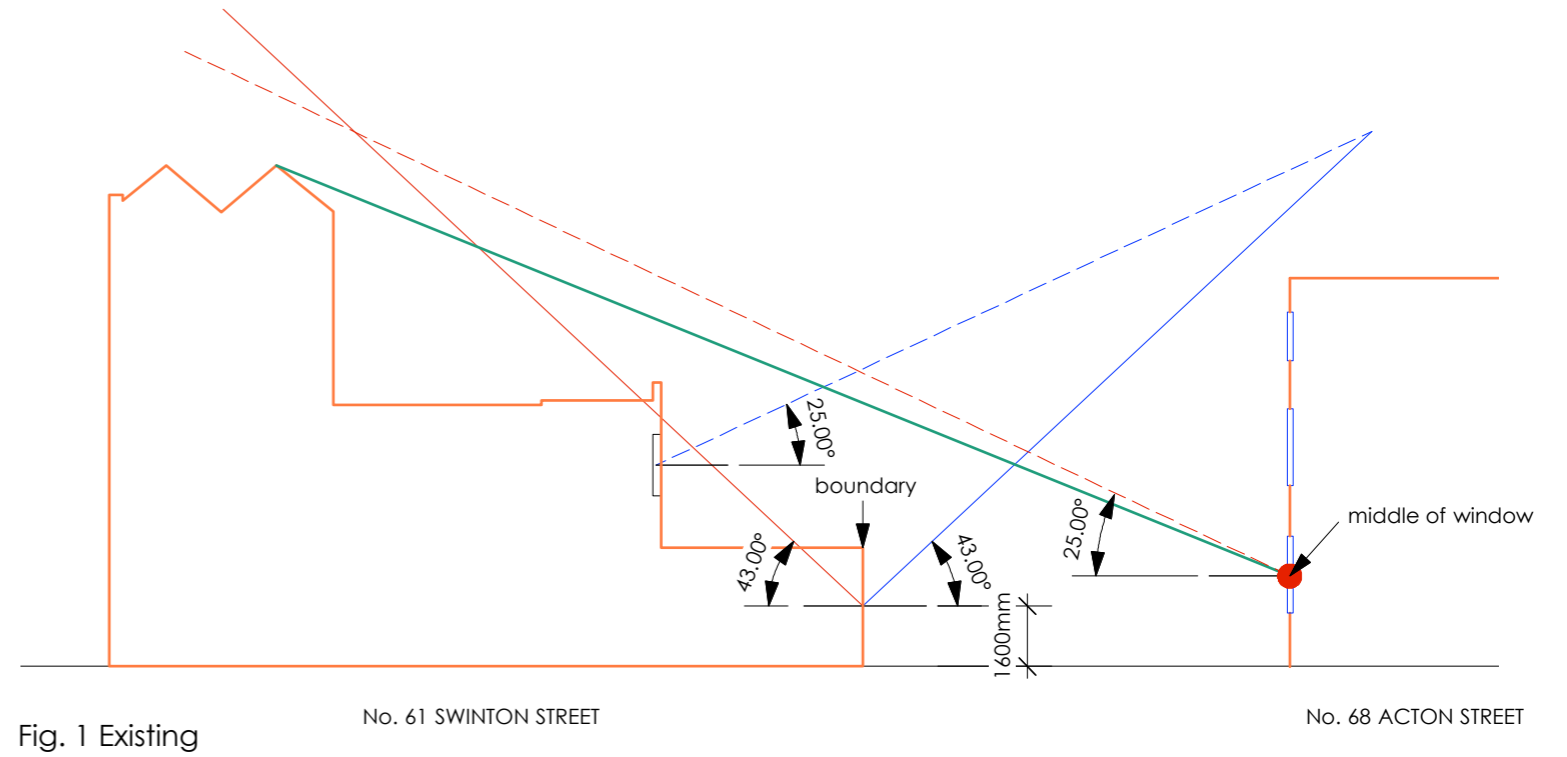 25.00°
boundary
middle of window
25.00°
43.00°
43.00°
1600mm
No. 61 SWINTON STREET
No. 68 ACTON STREET
Fig. 1 Existing